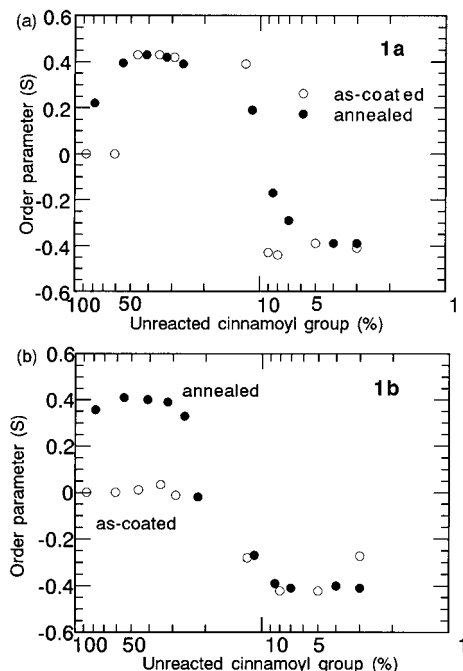 (a)
1a
0.6
0.4
0.2
0
-0.2
-0.4
-0.6
Order parameter (S)
as-coated
annealed
100 50 10 5 1
Unreacted cinnamoyl group (%)
(b)
1b
0.6
0.4
0.2
0
-0.2
-0.4
-0.6
Order parameter (S)
annealed
as-coated
100 50 10 5 1
Unreacted cinnamoyl group (%)